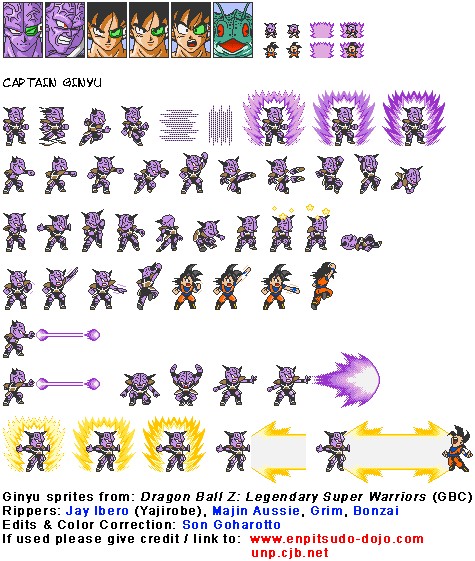 CAPTAIN GINYU
Ginyu sprites from: Dragon Ball Z: Legendary Super Warriors (GBC)
Rippers: Jay Ibero (Yajirobe), Majin Aussie, Grim, Bonzai
Edits & Color Correction: Son Goharotto
If used please give credit / link to: www.enpitsudo-dojo.com
unp.cjb.net